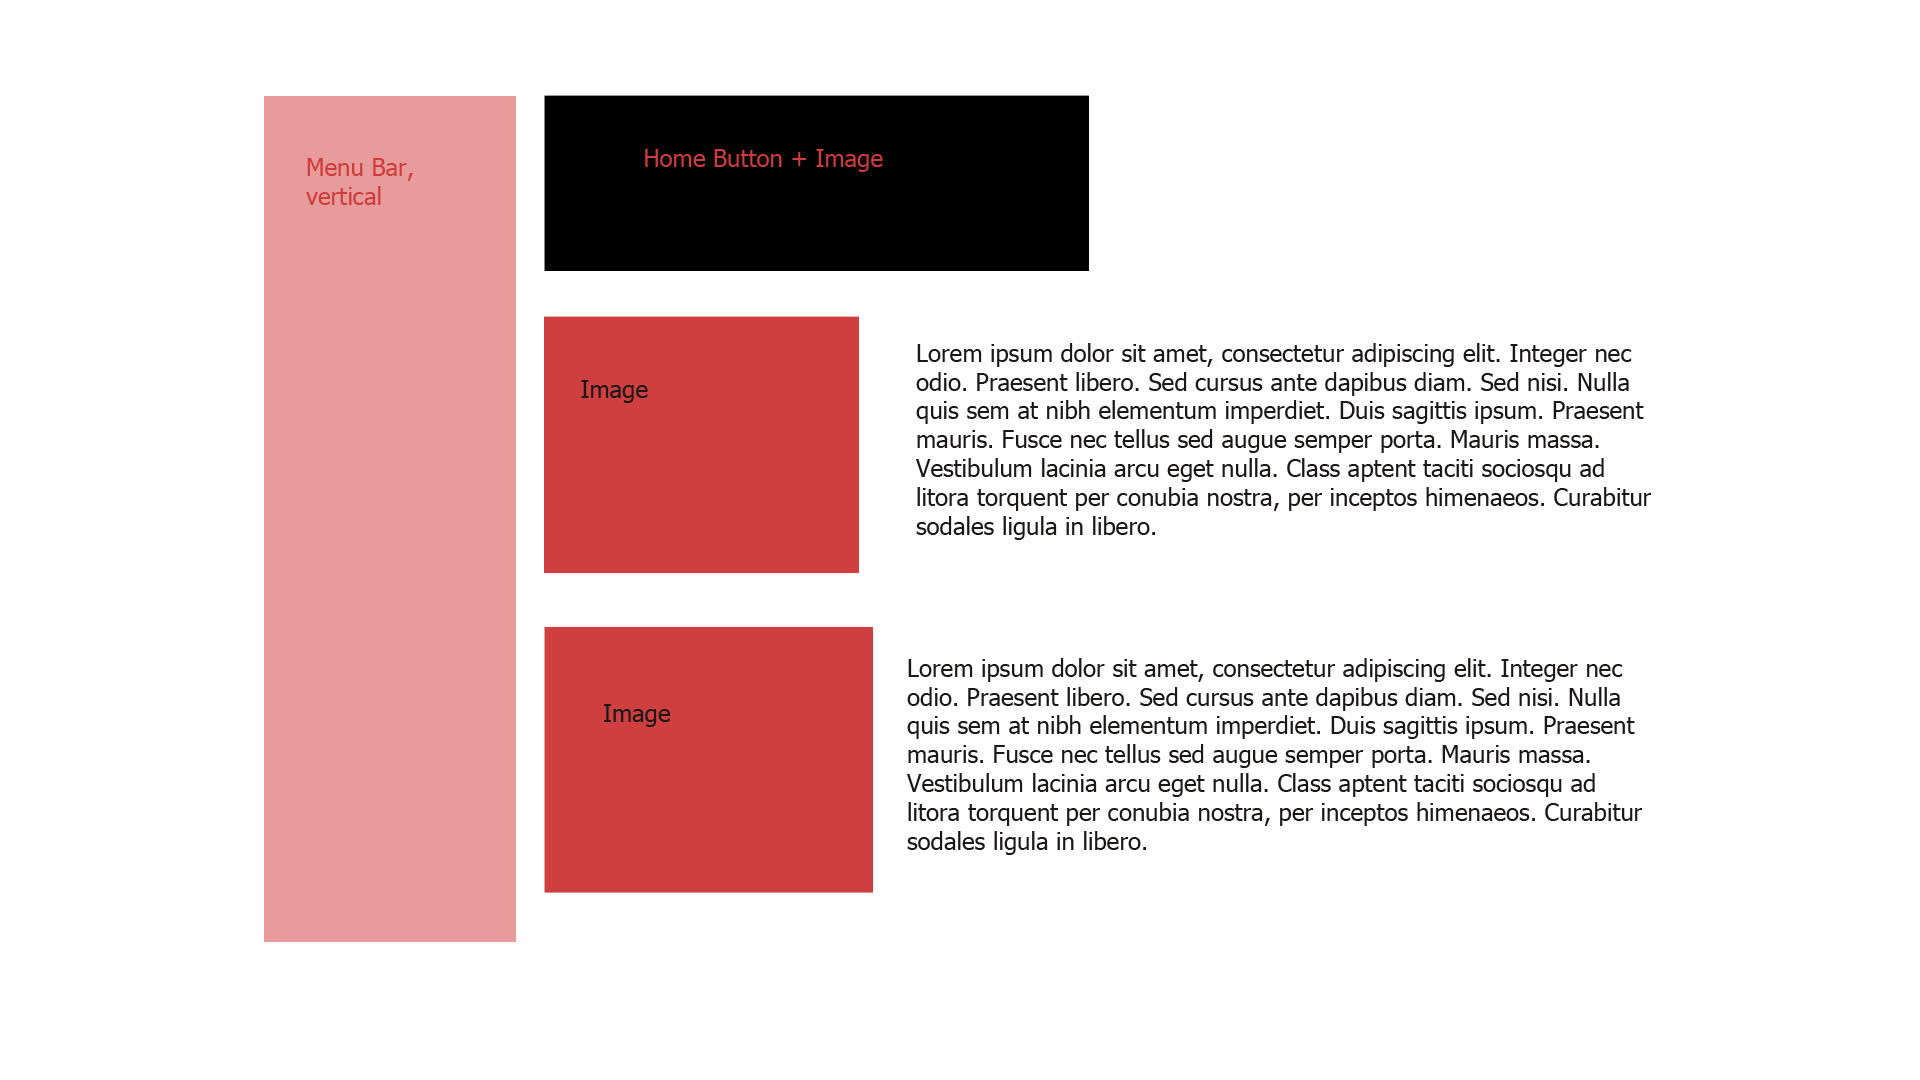 Menu Bar,
vertical
Home Button + Image
Image
Lorem ipsum dolor sit amet, consectetur adipiscing elit. Integer nec
odio. Praesent libero. Sed cursus ante dapibus diam. Sed nisi. Nulla
quis sem at nibh elementum imperdiet. Duis sagittis ipsum. Praesent
mauris. Fusce nec tellus sed augue semper porta. Mauris massa.
Vestibulum lacinia arcu eget nulla. Class aptent taciti sociosqu ad
litora torquent per conubia nostra, per inceptos himenaeos. Curabitur
sodales ligula in libero.
Image
Lorem ipsum dolor sit amet, consectetur adipiscing elit. Integer nec
odio. Praesent libero. Sed cursus ante dapibus diam. Sed nisi. Nulla
quis sem at nibh elementum imperdiet. Duis sagittis ipsum. Praesent
mauris. Fusce nec tellus sed augue semper porta. Mauris massa.
Vestibulum lacinia arcu eget nulla. Class aptent taciti sociosqu ad
litora torquent per conubia nostra, per inceptos himenaeos. Curabitur
sodales ligula in libero.